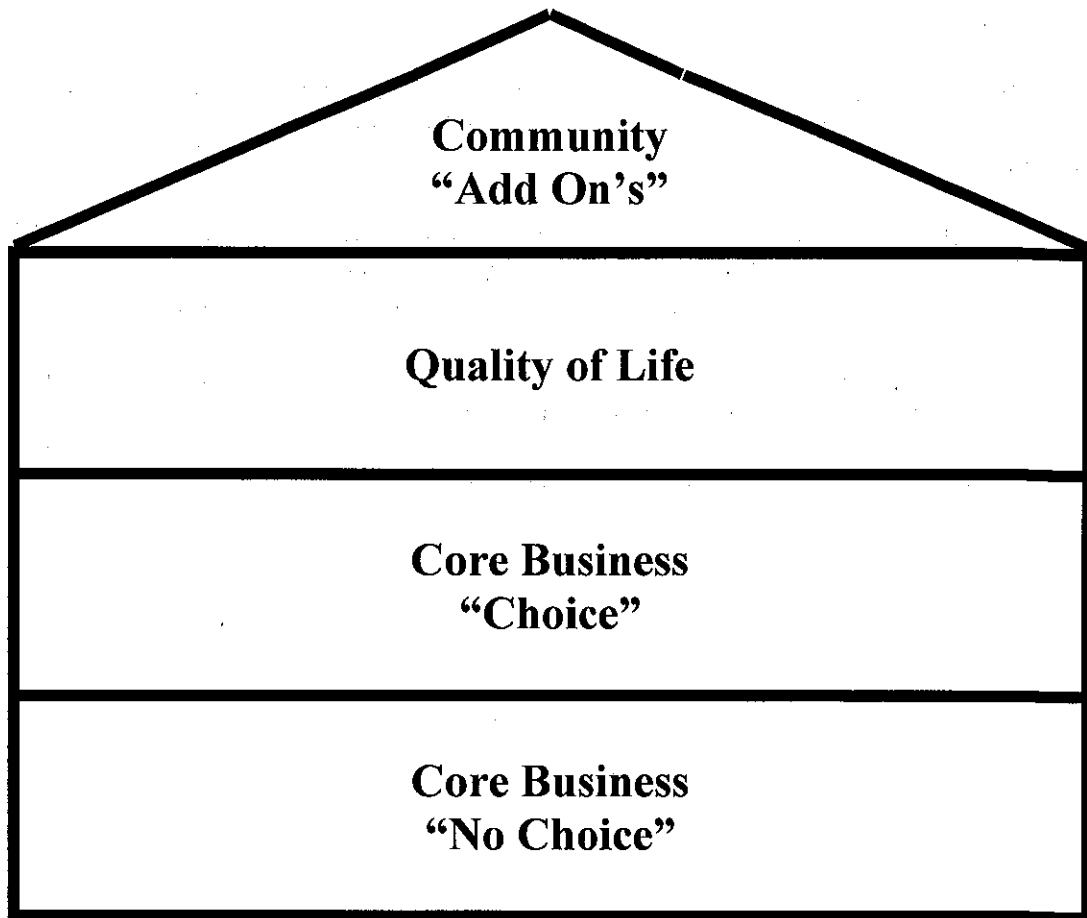 Community
“Add On’s”
Quality of Life
Core Business
“Choice”
Core Business
“No Choice”